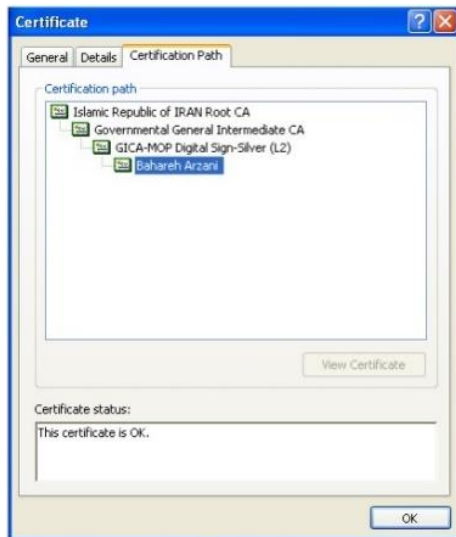 Certificate
General Details Certification Path
Certification path
Islamic Republic of IRAN Root CA
Governmental General Intermediate CA
GICA-MOP Digital Sign-Silver (L2)
Bahareh Arzani
View Certificate
Certificate status:
This certificate is OK.
OK